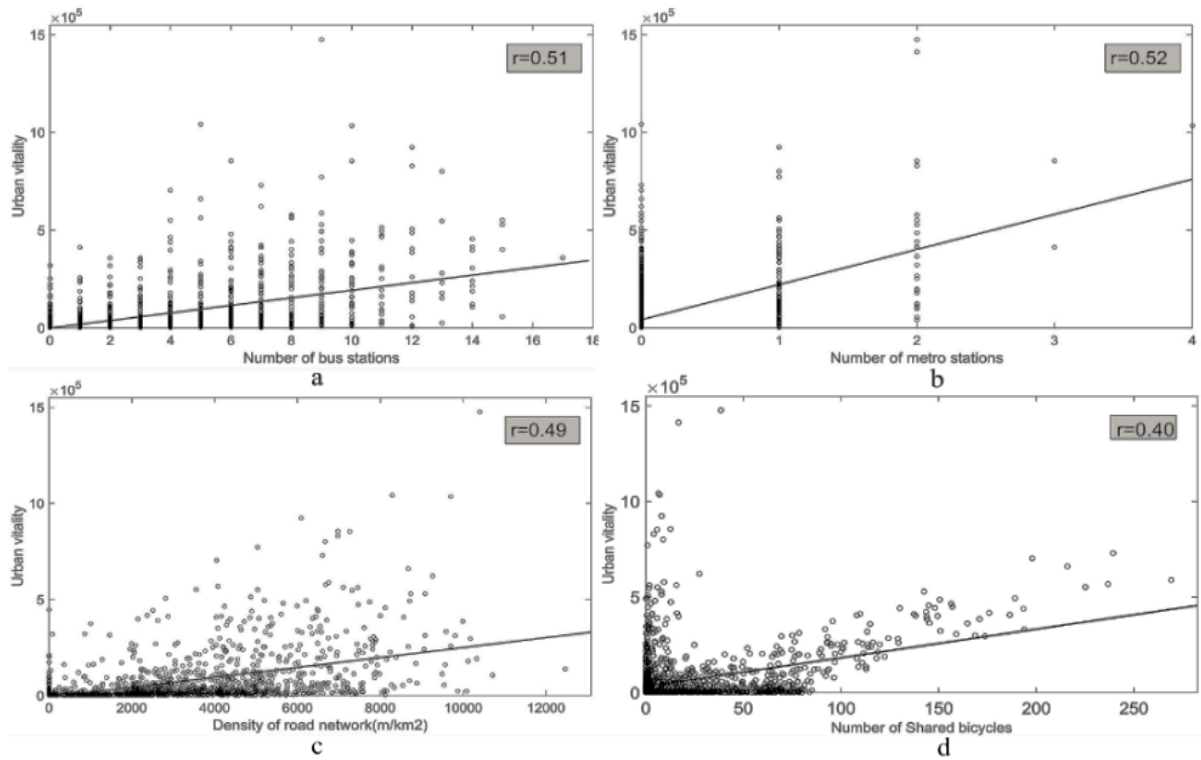 ×10⁵
15
10
5
0
Urban vitality
r=0.51
0 2 4 6 8 10 12 14 16
Number of bus stations
a
×10⁵
15
10
5
0
Urban vitality
r=0.52
0 1 2 3 4
Number of metro stations
b
×10⁵
15
10
5
0
Urban vitality
r=0.49
0 2000 4000 6000 8000 10000 12000
Density of road network(m/km2)
c
×10⁵
15
10
5
0
Urban vitality
r=0.40
0 50 100 150 200 250
Number of Shared bicycles
d